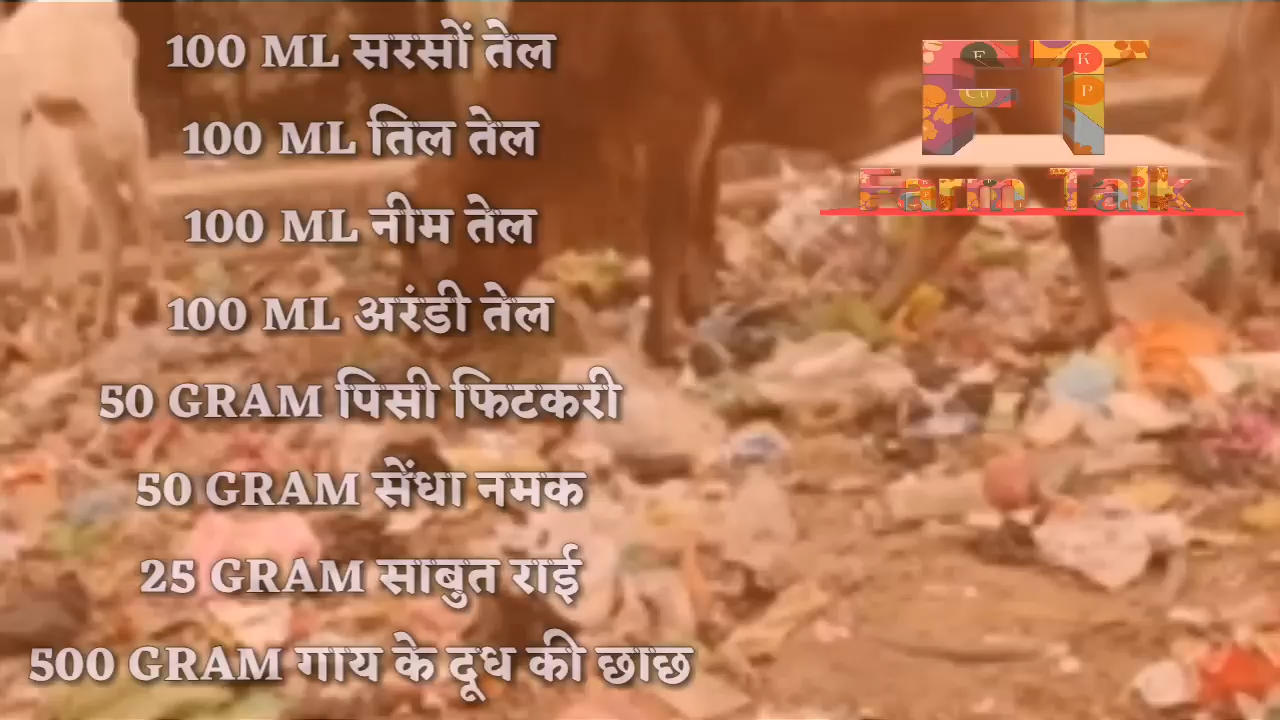 100 ML सरसों तेल
100 ML तिल तेल
100 ML नीम तेल
100 ML अरंडी तेल
50 GRAM पिसी फिटकरी
50 GRAM सेंधा नमक
25 GRAM साबुत राई
500 GRAM गाय के दूध की छाछ
FT
Farm Talk